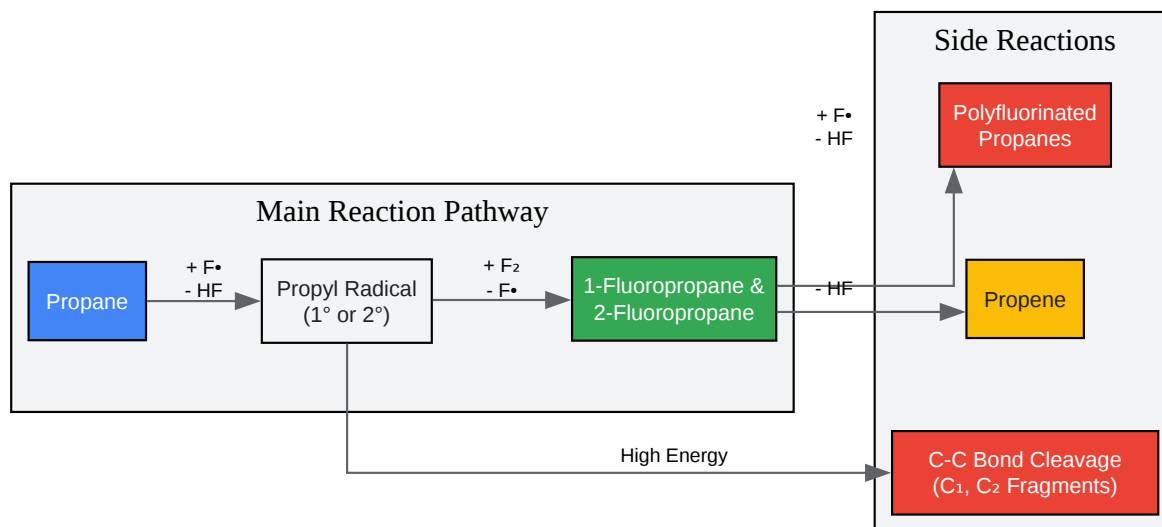 Side Reactions
+ F•
- HF
Polyfluorinated
Propanes
Main Reaction Pathway
Propane
+ F•
- HF
Propyl Radical
(1° or 2°)
+ F₂
- F•
1-Fluoropropane &
2-Fluoropropane
- HF
Propene
High Energy
C-C Bond Cleavage
(C₁, C₂ Fragments)